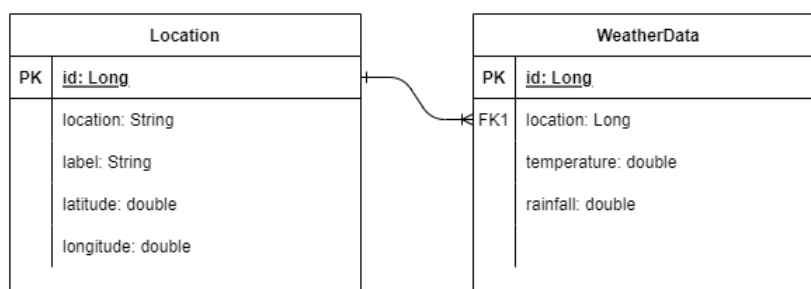 Location
PK id: Long
location: String
label: String
latitude: double
longitude: double
WeatherData
PK id: Long
FK1 location: Long
temperature: double
rainfall: double